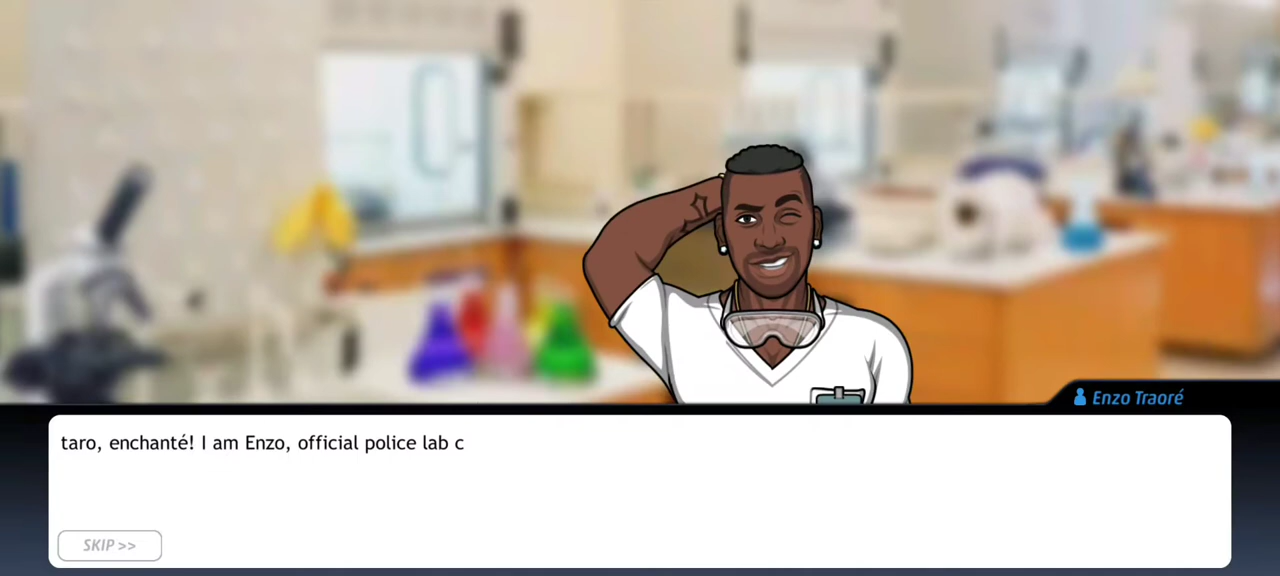 Enzo Traoré
taro, enchanté! I am Enzo, official police lab c
SKIP >>